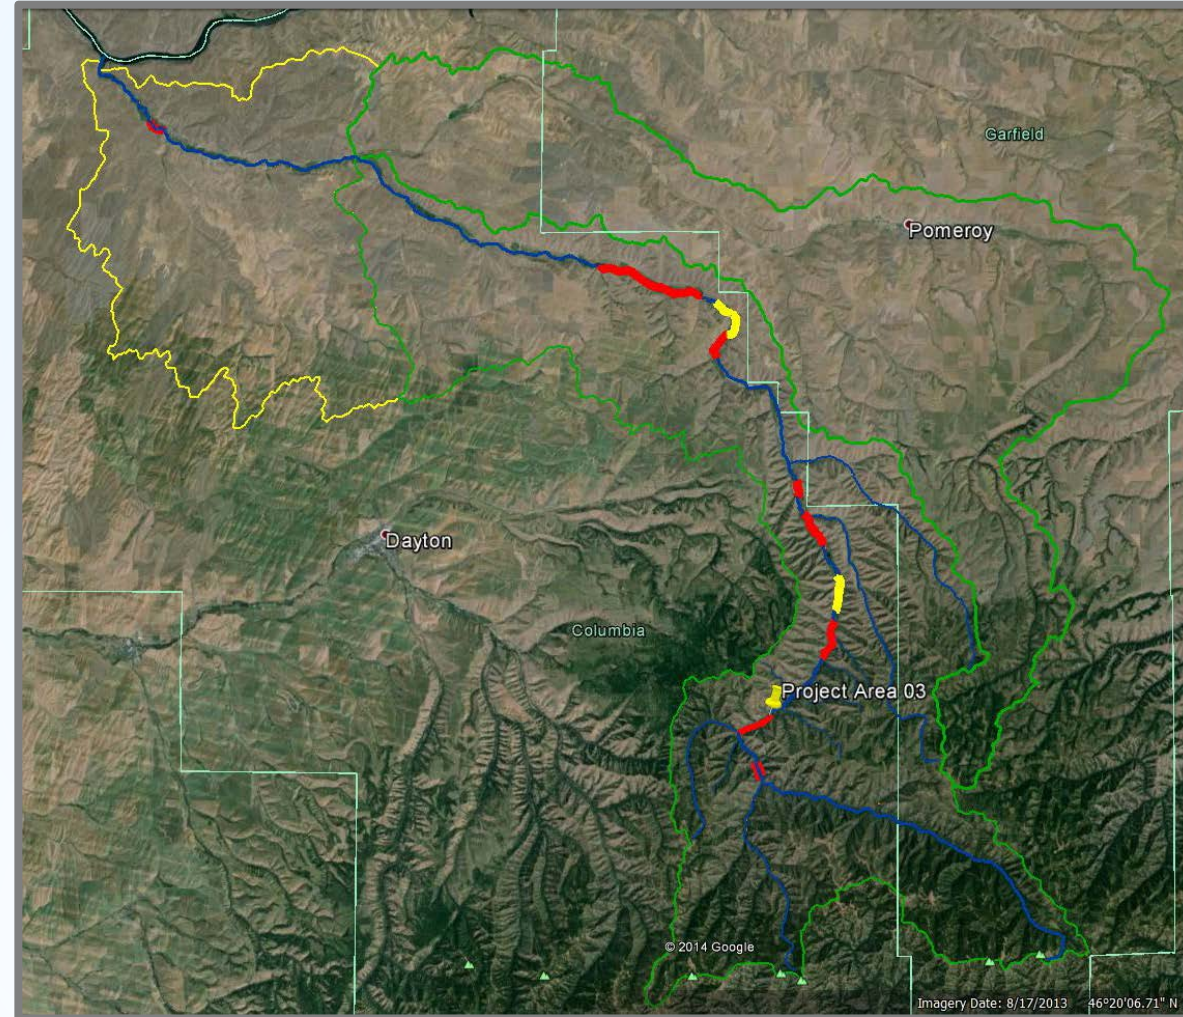 Garfield
Pomeroy
Dayton
Columbia
Project Area 03
© 2014 Google
Imagery Date: 8/17/2013 46°20'06.71" N